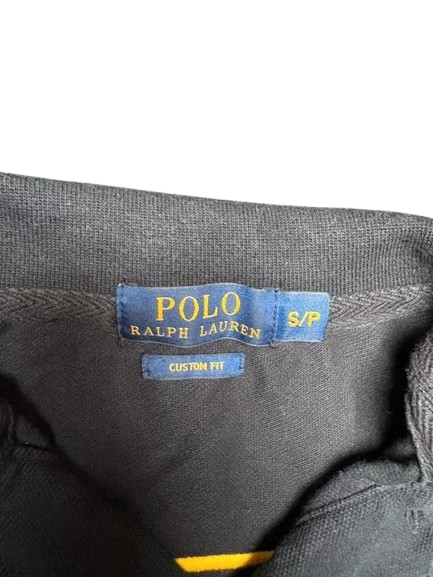 POLO
RALPH LAUREN
S/P
CUSTOM FIT